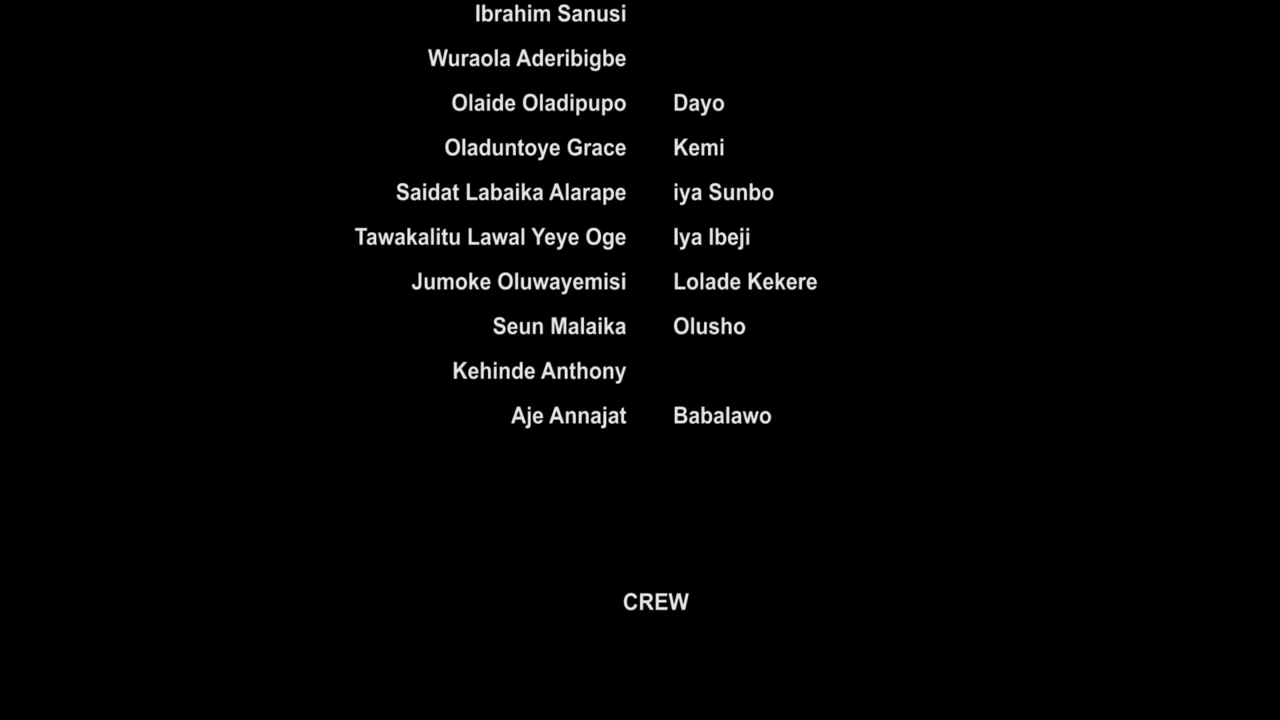 Ibrahim Sanusi
Wuraola Aderibigbe
Olaide Oladipupo Dayo
Oladuntoye Grace Kemi
Saidat Labaika Alarape iya Sunbo
Tawakalitu Lawal Yeye Oge Iya Ibeji
Jumoke Oluwayemisi Lolade Kekere
Seun Malaika Olusho
Kehinde Anthony
Aje Annajat Babalawo
CREW